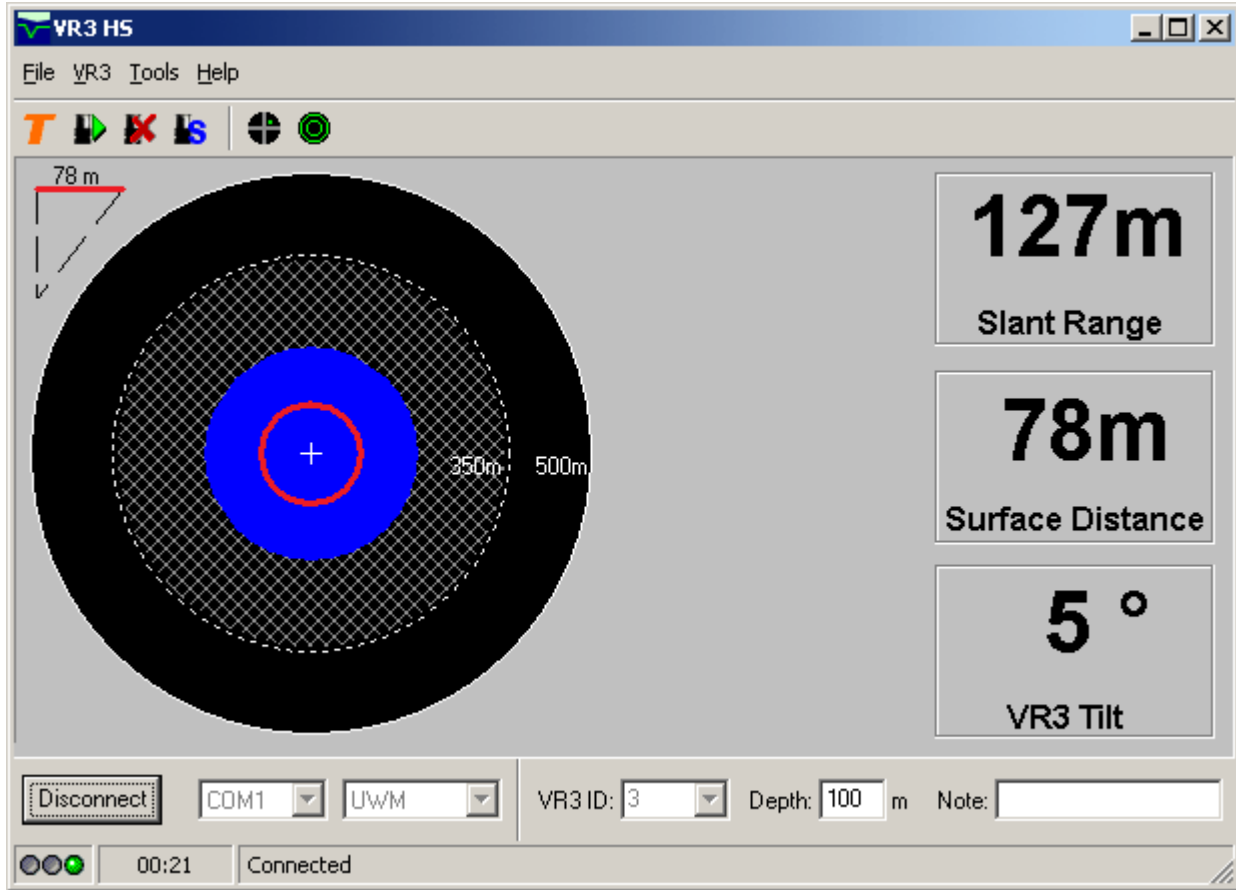 VR3 HS
File VR3 Tools Help
T S
78 m
127m
Slant Range
350m 500m
78m
Surface Distance
5 °
VR3 Tilt
Disconnect COM1 UWM VR3 ID: 3 Depth: 100 m Note:
00:21 Connected